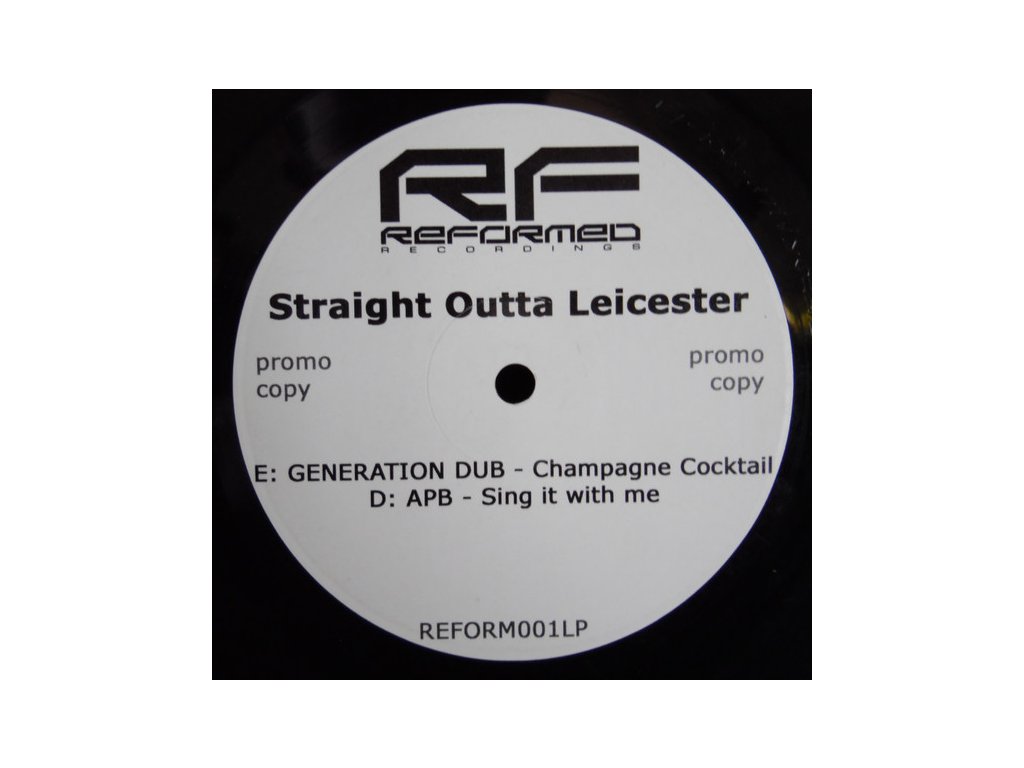 RF
REFORMED
RECORDINGS
Straight Outta Leicester
promo copy
promo copy
E: GENERATION DUB - Champagne Cocktail
D: APB - Sing it with me
REFORM001LP